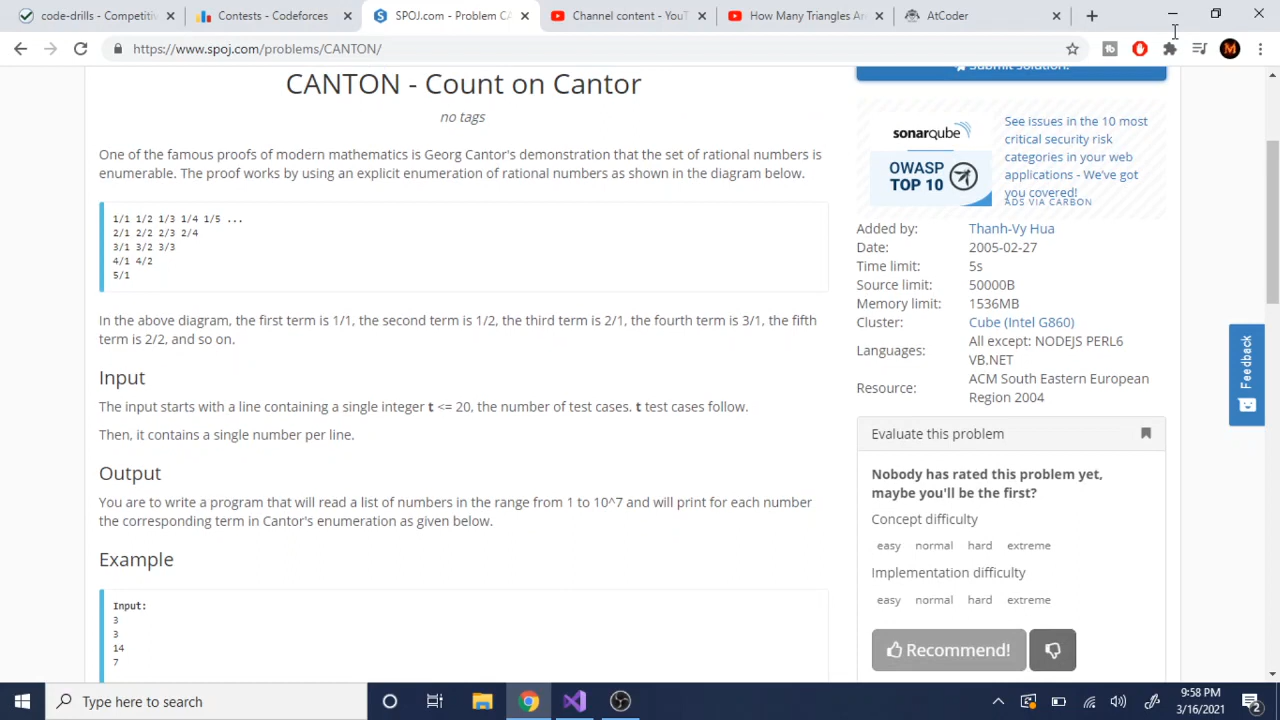 code-drills - Competitiv
Contests - Codeforces
SPOJ.com - Problem CA
Channel content - YouT
How Many Triangles Are
AtCoder
https://www.spoj.com/problems/CANTON/
M
CANTON - Count on Cantor
no tags
One of the famous proofs of modern mathematics is Georg Cantor's demonstration that the set of rational numbers is
enumerable. The proof works by using an explicit enumeration of rational numbers as shown in the diagram below.
1/1 1/2 1/3 1/4 1/5 ...
2/1 2/2 2/3 2/4
3/1 3/2 3/3
4/1 4/2
5/1
In the above diagram, the first term is 1/1, the second term is 1/2, the third term is 2/1, the fourth term is 3/1, the fifth
term is 2/2, and so on.
Input
The input starts with a line containing a single integer t <= 20, the number of test cases. t test cases follow.
Then, it contains a single number per line.
Output
You are to write a program that will read a list of numbers in the range from 1 to 10^7 and will print for each number
the corresponding term in Cantor's enumeration as given below.
Example
Input:
3
3
14
7
Submit solution!
sonarqube
OWASP
TOP 10
See issues in the 10 most
critical security risk
categories in your web
applications - We've got
you covered!
ADS VIA CARBON
Added by: Thanh-Vy Hua
Date: 2005-02-27
Time limit: 5s
Source limit: 50000B
Memory limit: 1536MB
Cluster: Cube (Intel G860)
Languages: All except: NODEJS PERL6
VB.NET
Resource: ACM South Eastern European
Region 2004
Evaluate this problem
Nobody has rated this problem yet,
maybe you'll be the first?
Concept difficulty
easy normal hard extreme
Implementation difficulty
easy normal hard extreme
Recommend!
Feedback
Type here to search
9:58 PM
3/16/2021
2